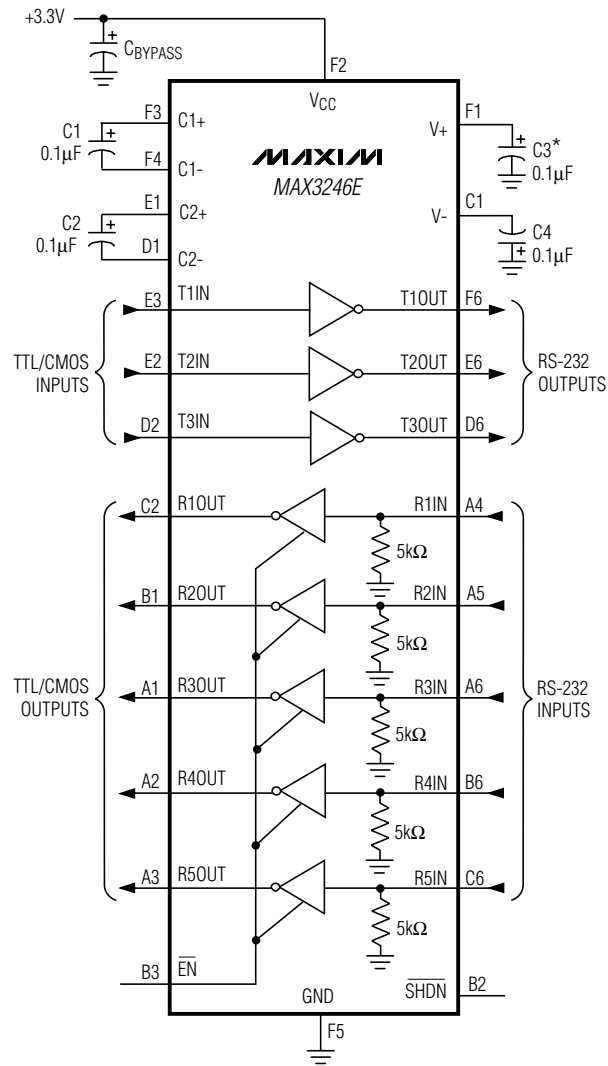 +3.3V
CBYPASS
F2
VCC
F3
C1+
C1
0.1µF
F4
C1-
E1
C2+
C2
0.1µF
D1
C2-
MAXIM
MAX3246E
F1
V+
C3*
0.1µF
C1
V-
C4
0.1µF
TTL/CMOS
INPUTS
E3
T1IN
T1OUT
F6
E2
T2IN
T2OUT
E6
D2
T3IN
T3OUT
D6
RS-232
OUTPUTS
TTL/CMOS
OUTPUTS
C2
R1OUT
R1IN
A4
5kΩ
B1
R2OUT
R2IN
A5
5kΩ
A1
R3OUT
R3IN
A6
5kΩ
A2
R4OUT
R4IN
B6
5kΩ
A3
R5OUT
R5IN
C6
5kΩ
RS-232
INPUTS
B3
EN
GND
SHDN
B2
F5